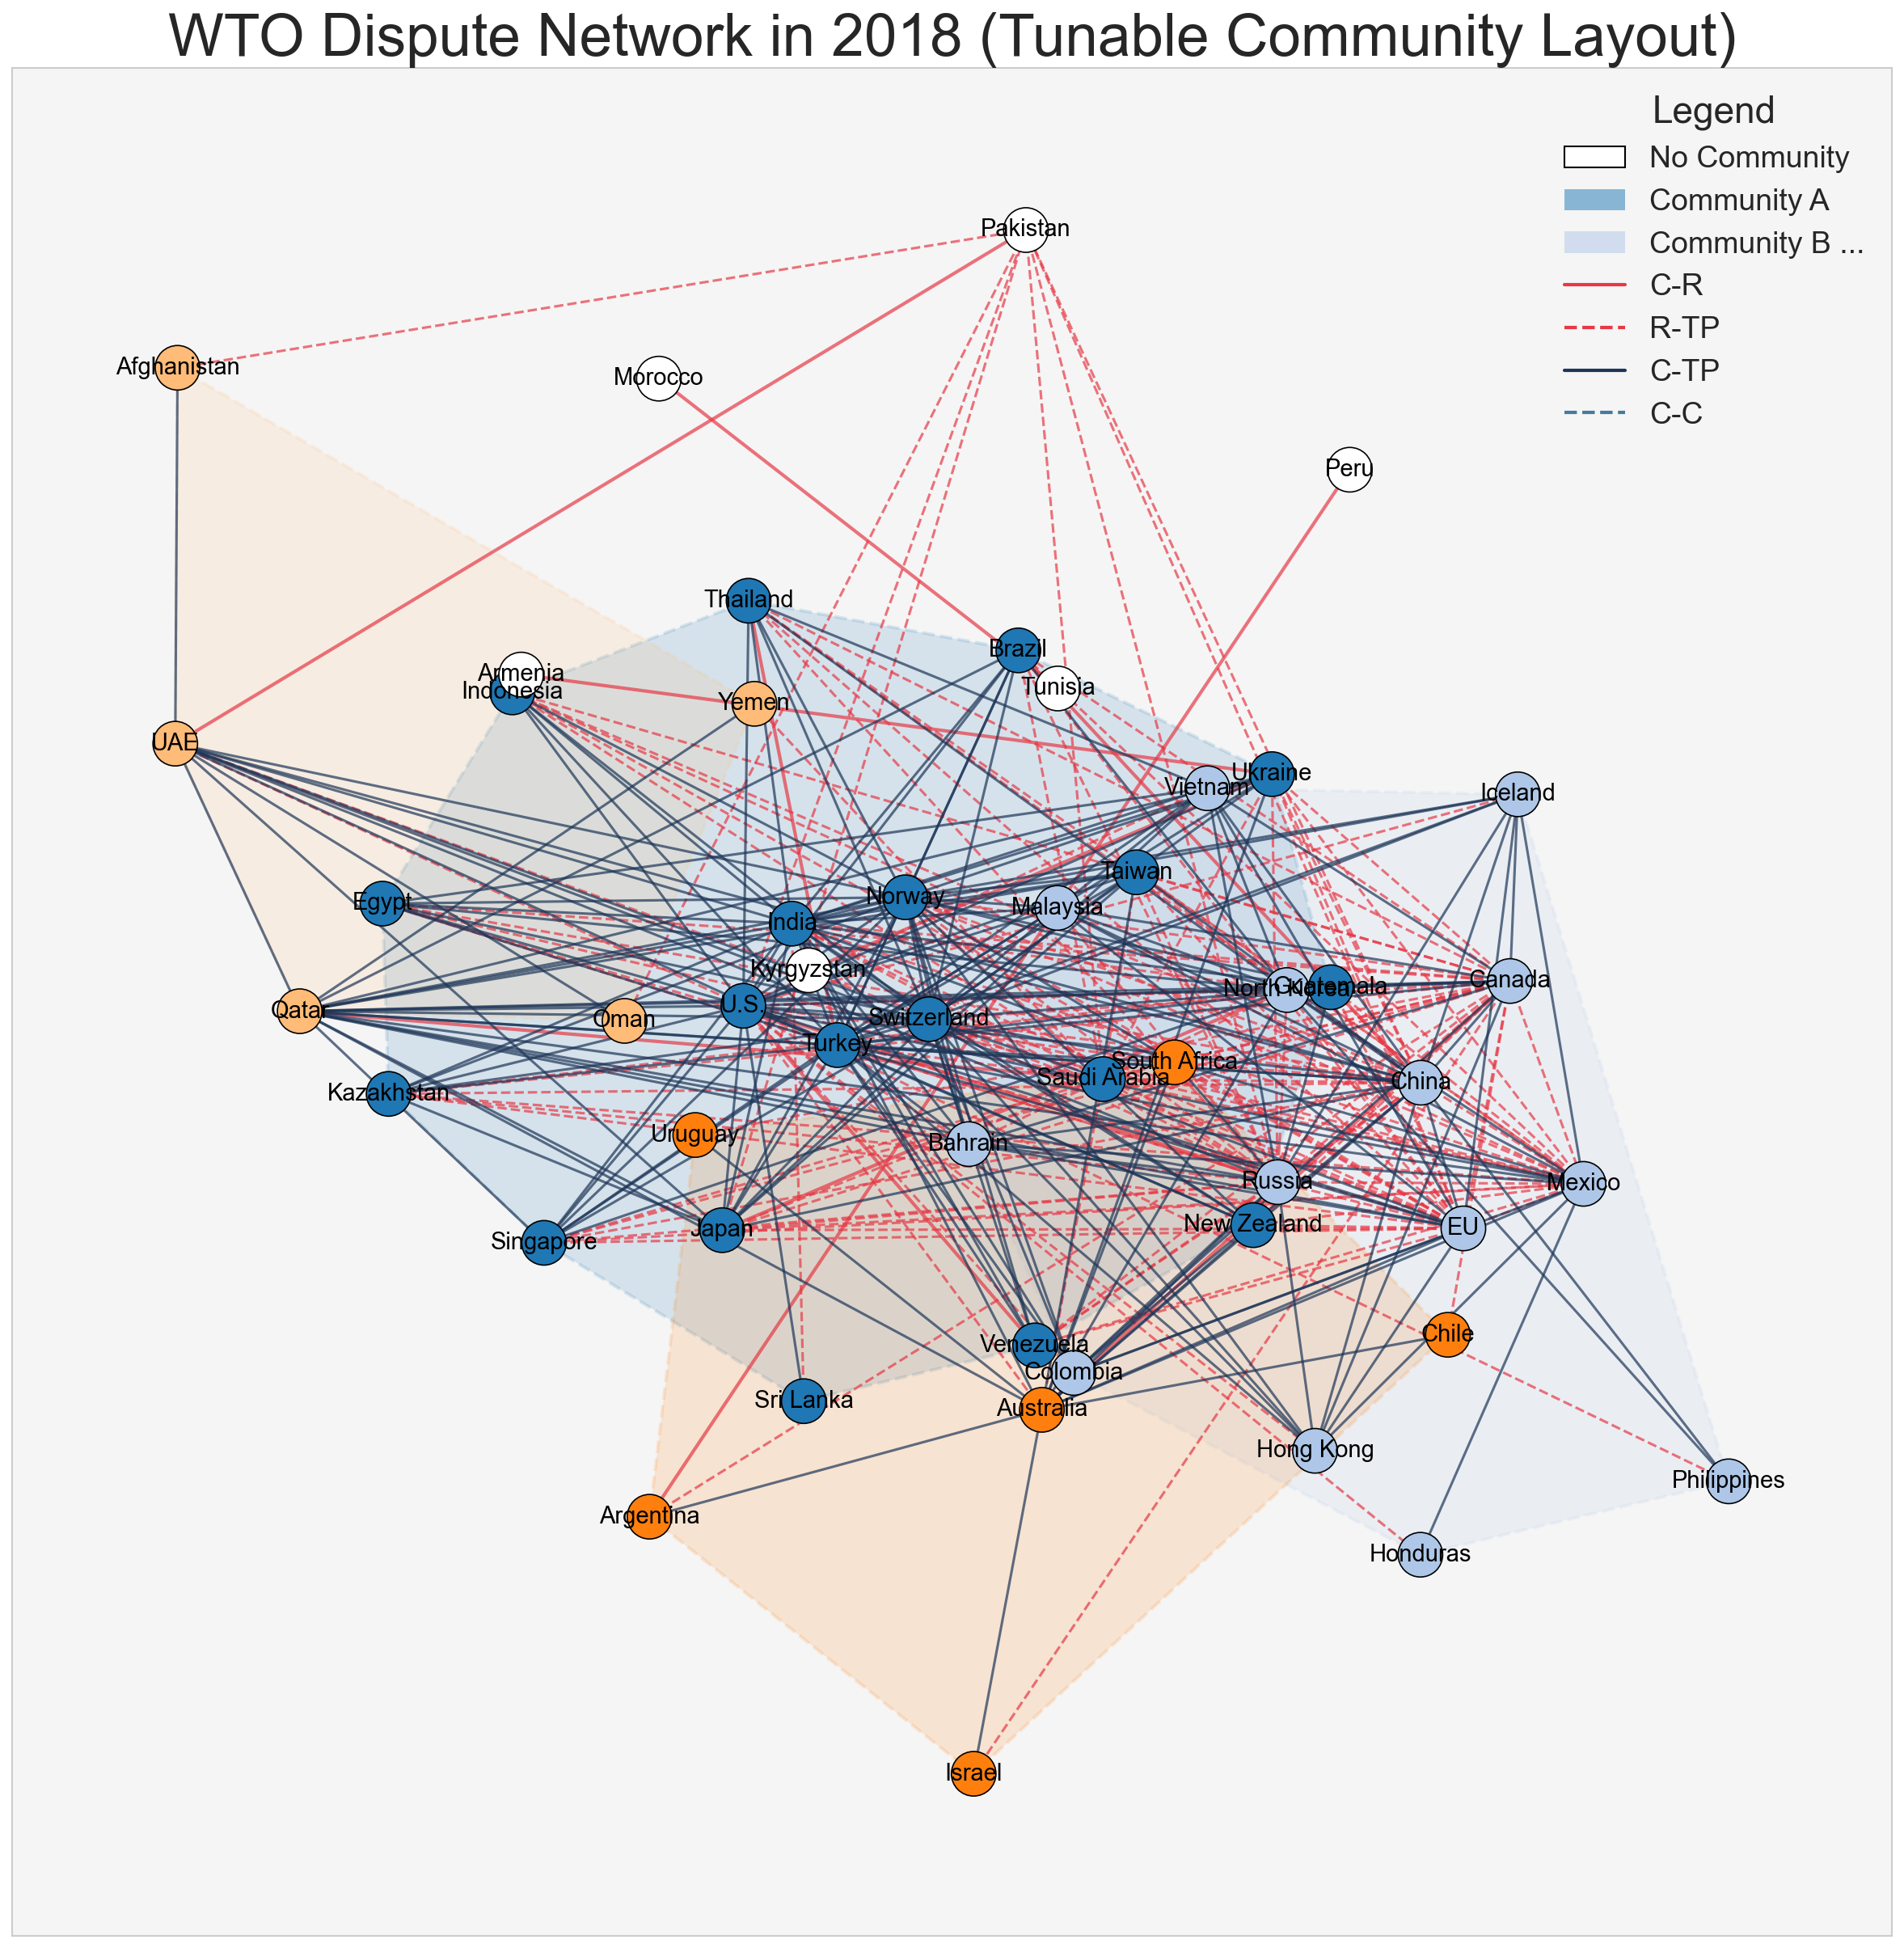 WTO Dispute Network in 2018 (Tunable Community Layout)
Legend
No Community
Community A
Community B ...
C-R
R-TP
C-TP
C-C
Pakistan
Afghanistan
Morocco
Peru
Thailand
Brazil
Armenia
Indonesia
Tunisia
Yemen
UAE
Ukraine
Vietnam
Iceland
Taiwan
Egypt
Norway
Malaysia
India
Kyrgyzstan
Canada
North Korea
Guatemala
U.S.
Qatar
Oman
Switzerland
Turkey
South Africa
Saudi Arabia
China
Kazakhstan
Uruguay
Bahrain
Russia
Mexico
New Zealand
EU
Japan
Singapore
Chile
Venezuela
Colombia
Sri Lanka
Australia
Hong Kong
Philippines
Argentina
Honduras
Israel